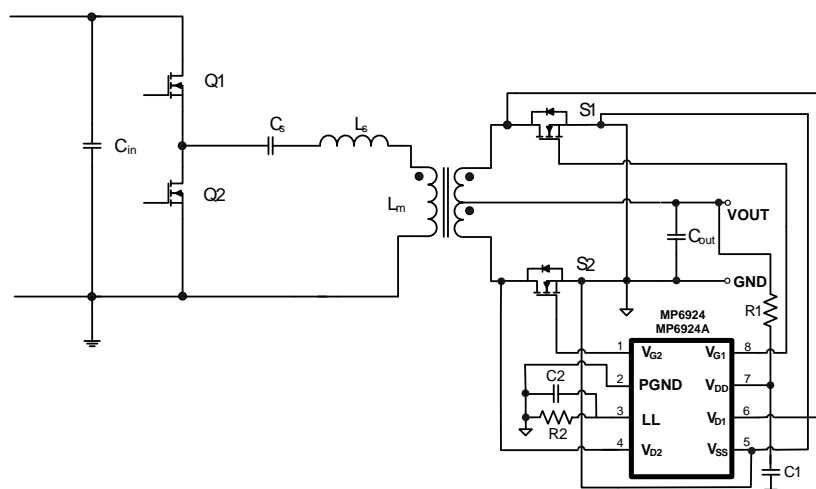 Q1
S1
Cs
Ls
Cin
Q2
Lm
VOUT
Cout
S2
GND
R1
MP6924
MP6924A
1 VG2 VG1 8
C2
2 PGND VDD 7
3 LL VD1 6
R2
4 VD2 VSS 5
C1